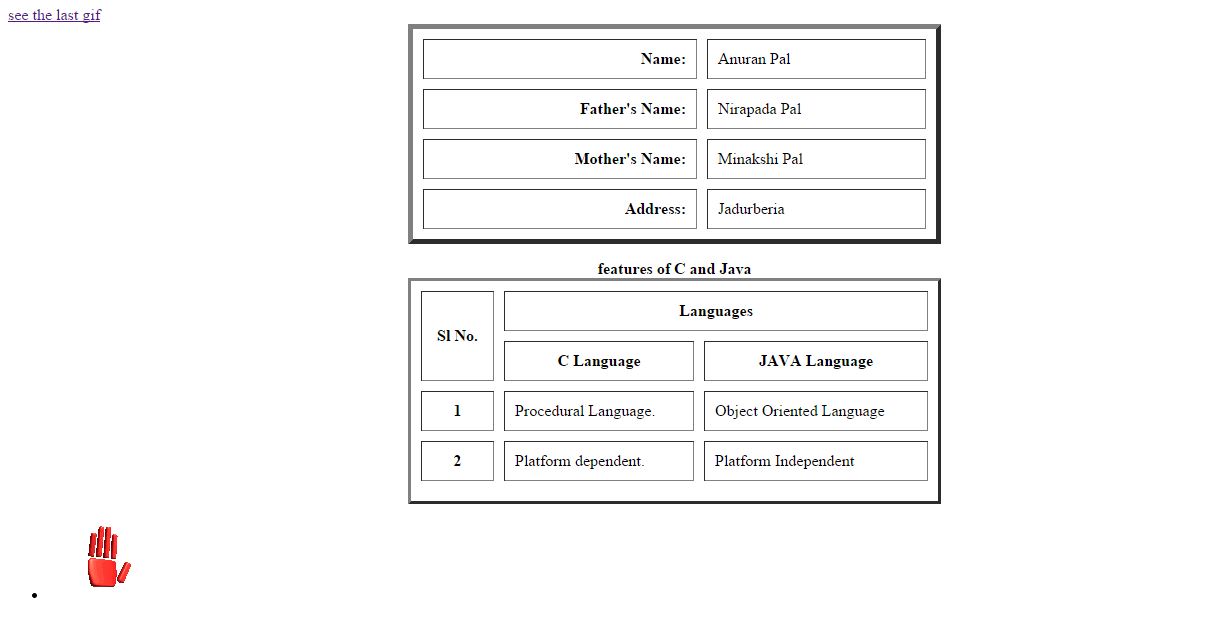 see the last gif
Name: Anuran Pal
Father's Name: Nirapada Pal
Mother's Name: Minakshi Pal
Address: Jadurberia
features of C and Java
Sl No. Languages
C Language JAVA Language
1 Procedural Language. Object Oriented Language
2 Platform dependent. Platform Independent